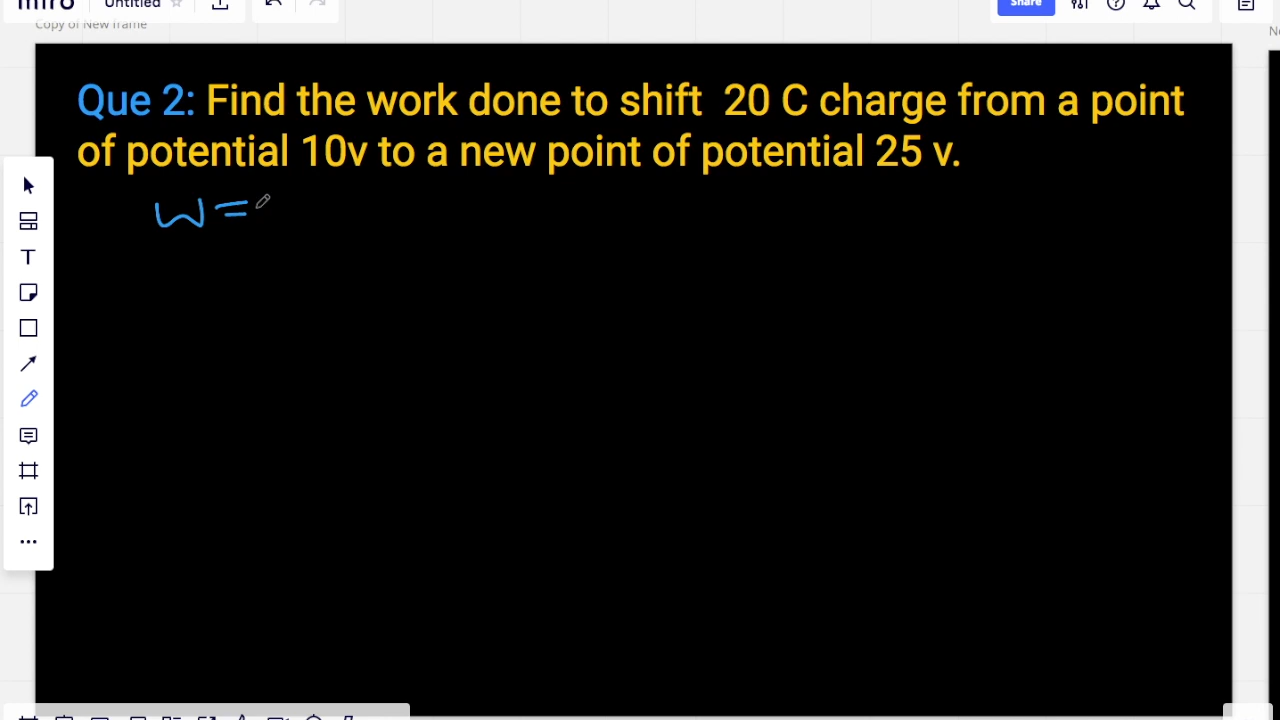 miro Untitled
Share
Copy of New frame
Que 2: Find the work done to shift 20 C charge from a point
of potential 10v to a new point of potential 25 v.
W =
T